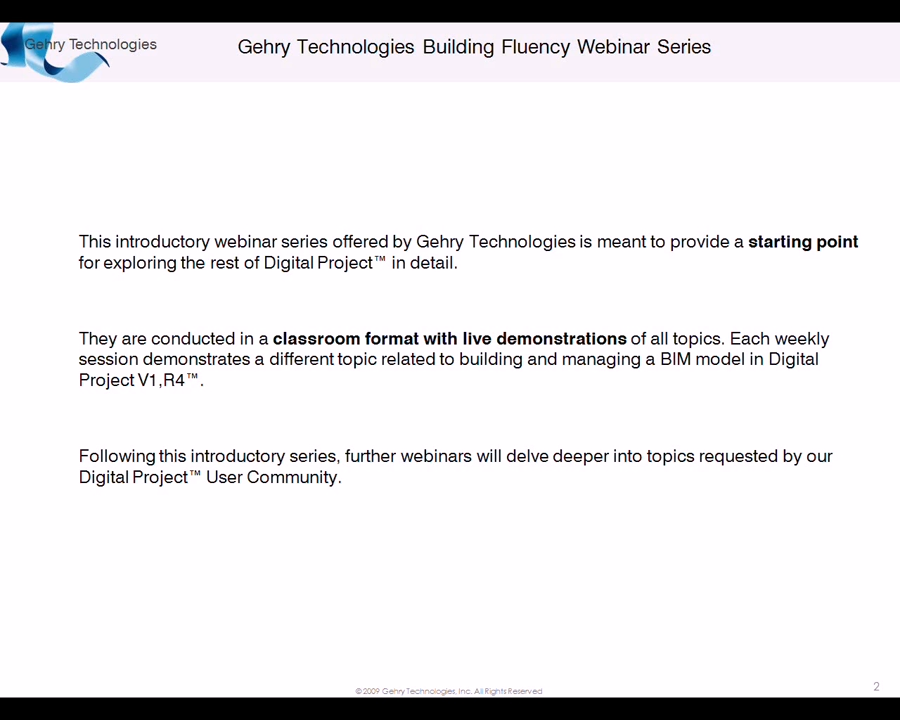 Gehry Technologies
Gehry Technologies Building Fluency Webinar Series
This introductory webinar series offered by Gehry Technologies is meant to provide a starting point
for exploring the rest of Digital Project™ in detail.
They are conducted in a classroom format with live demonstrations of all topics. Each weekly
session demonstrates a different topic related to building and managing a BIM model in Digital
Project V1,R4™.
Following this introductory series, further webinars will delve deeper into topics requested by our
Digital Project™ User Community.
©2009 Gehry Technologies, Inc. All Rights Reserved
2